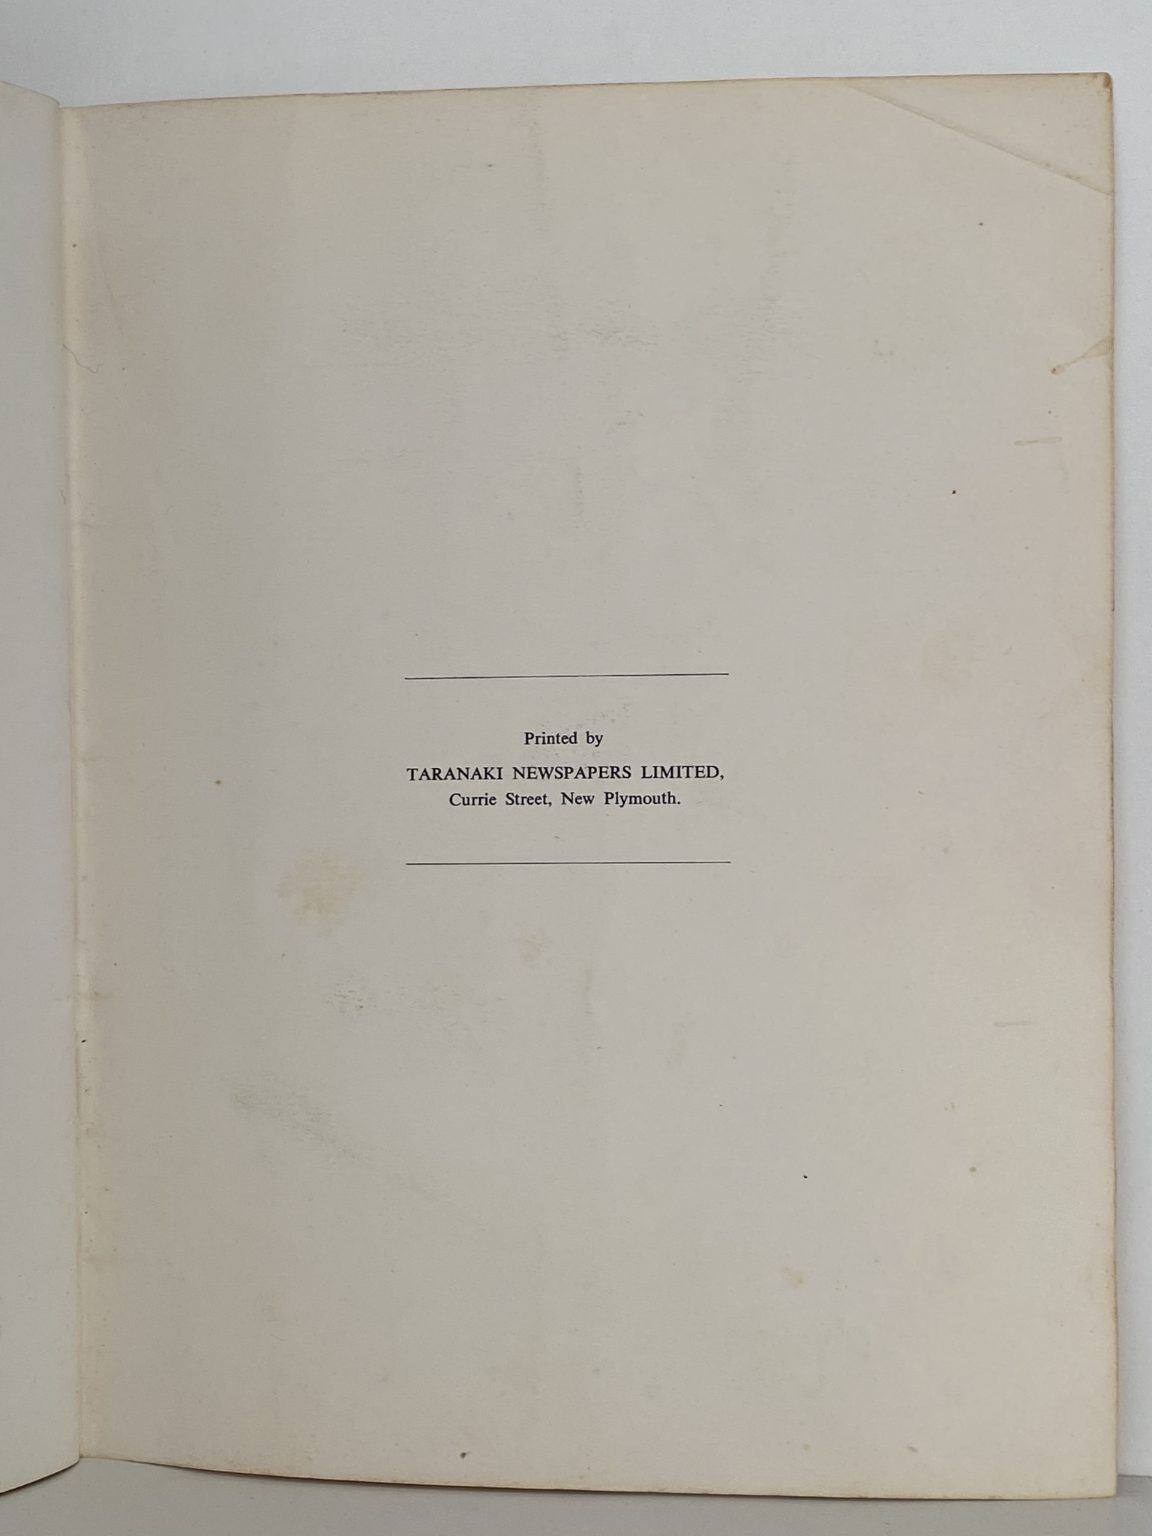 Printed by
TARANAKI NEWSPAPERS LIMITED,
Currie Street, New Plymouth.